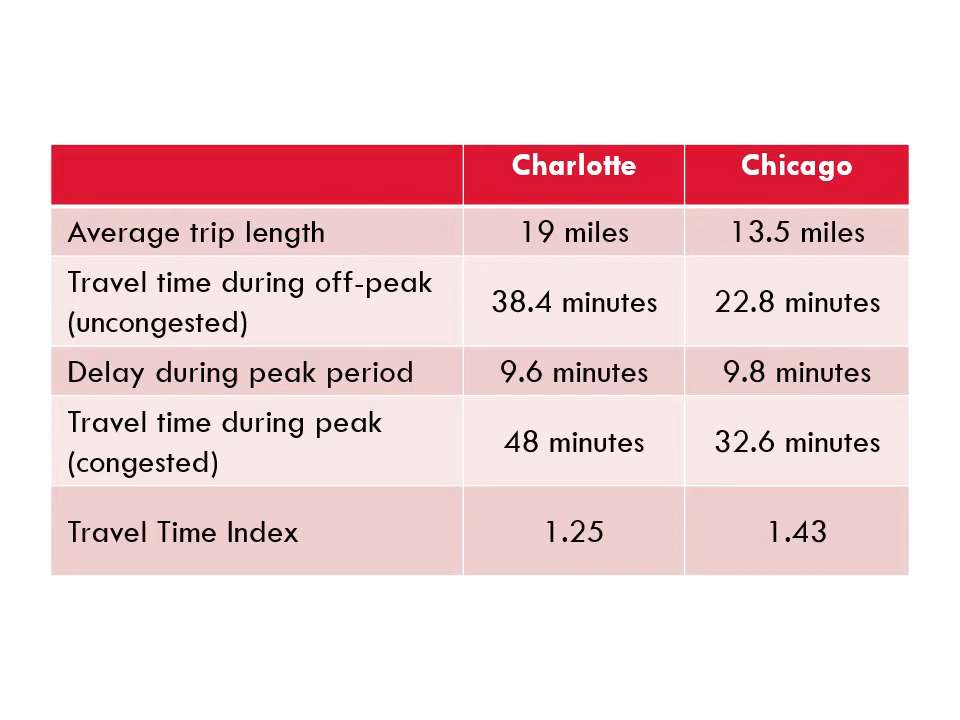 Charlotte Chicago
Average trip length 19 miles 13.5 miles
Travel time during off-peak
(uncongested) 38.4 minutes 22.8 minutes
Delay during peak period 9.6 minutes 9.8 minutes
Travel time during peak
(congested) 48 minutes 32.6 minutes
Travel Time Index 1.25 1.43